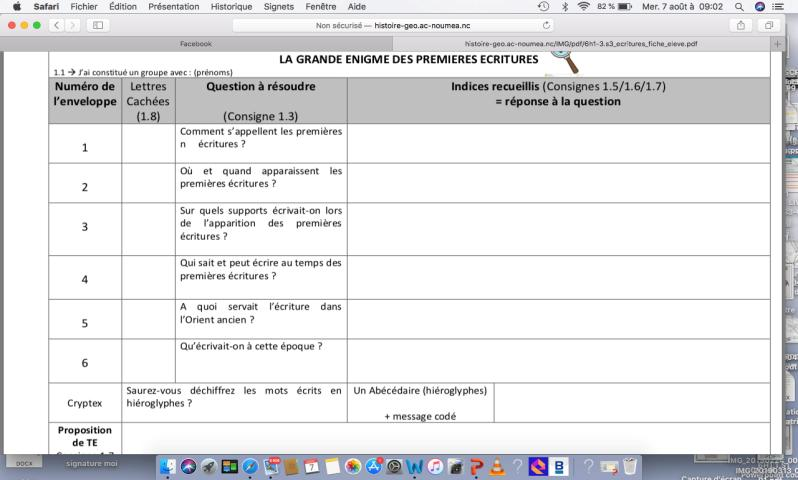 Safari Fichier Édition Présentation Historique Signets Fenêtre Aide 82 % Mer. 7 août à 09:02
Non sécurisé — histoire-geo.ac-noumea.nc
Facebook histoire-geo.ac-noumea.nc/IMG/pdf/6h1-3.s3_ecritures_fiche_eleve.pdf
LA GRANDE ENIGME DES PREMIERES ECRITURES
1.1 → J'ai constitué un groupe avec : (prénoms)
Numéro de l'enveloppe
Lettres Cachées (1.8)
Question à résoudre
(Consigne 1.3)
Indices recueillis (Consignes 1.5/1.6/1.7)
= réponse à la question
1
Comment s'appellent les premières
n écritures ?
2
Où et quand apparaissent les
premières écritures ?
3
Sur quels supports écrivait-on lors
de l'apparition des premières
écritures ?
4
Qui sait et peut écrire au temps des
premières écritures ?
5
A quoi servait l'écriture dans
l'Orient ancien ?
6
Qu'écrivait-on à cette époque ?
Cryptex
Saurez-vous déchiffrez les mots écrits en
hiéroglyphes ?
Un Abécédaire (hiéroglyphes)
+ message codé
Proposition
de TE
DOCX
signature moi